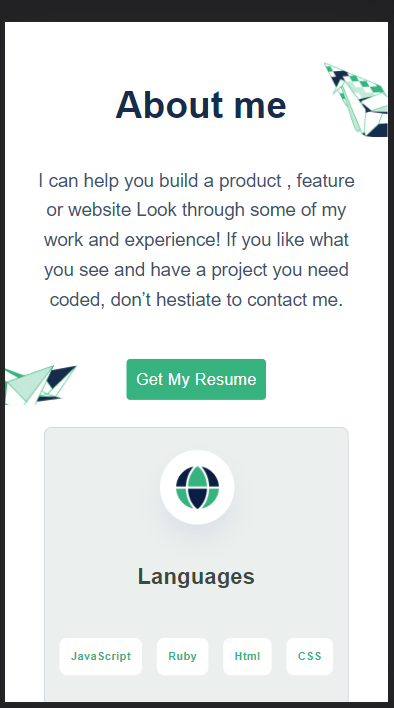 About me
I can help you build a product , feature
or website Look through some of my
work and experience! If you like what
you see and have a project you need
coded, don’t hestiate to contact me.
Get My Resume
Languages
JavaScript Ruby Html CSS